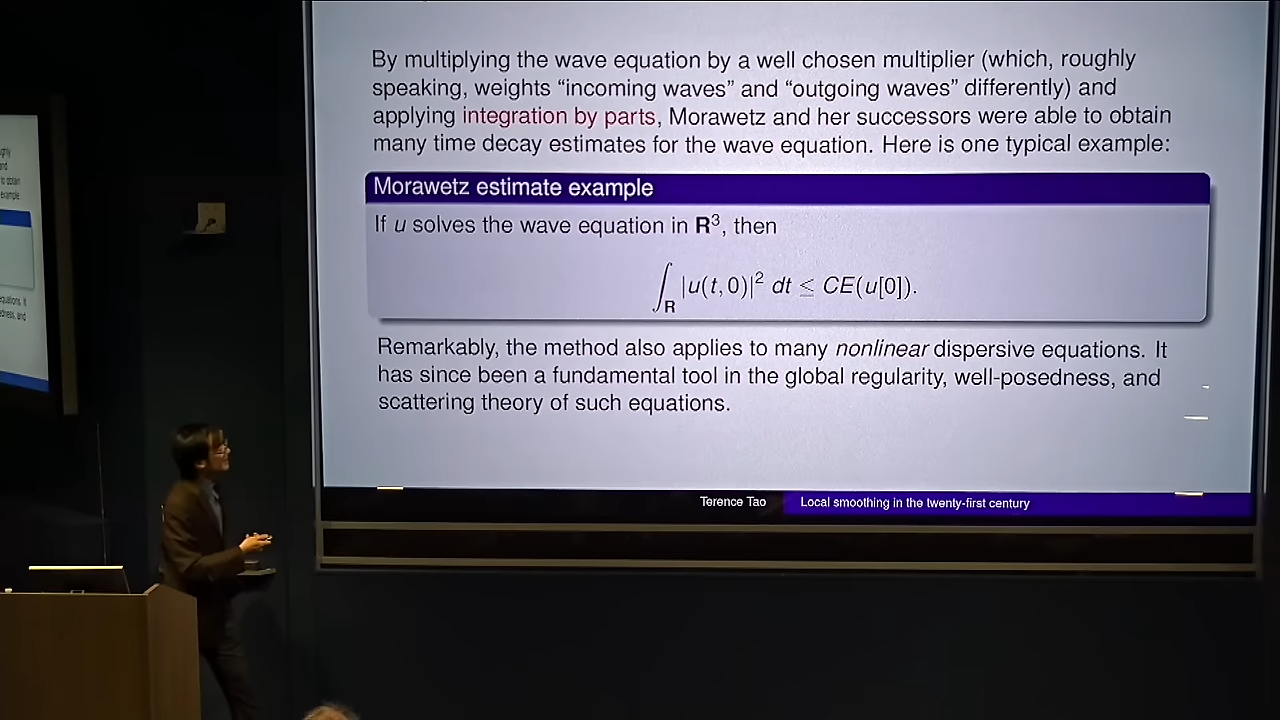 By multiplying the wave equation by a well chosen multiplier (which, roughly
speaking, weights “incoming waves” and “outgoing waves” differently) and
applying integration by parts, Morawetz and her successors were able to obtain
many time decay estimates for the wave equation. Here is one typical example:
Morawetz estimate example
If u solves the wave equation in R³, then
∫_R |u(t,0)|² dt ≤ CE(u[0]).
Remarkably, the method also applies to many nonlinear dispersive equations. It
has since been a fundamental tool in the global regularity, well-posedness, and
scattering theory of such equations.
Terence Tao
Local smoothing in the twenty-first century